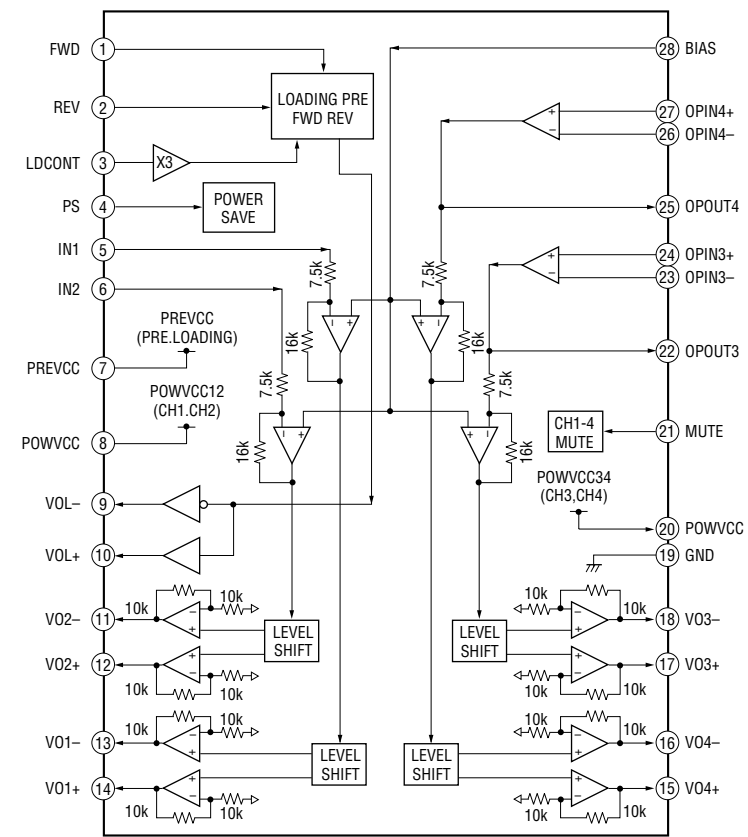 FWD 1
REV 2
LDCONT 3
PS 4
IN1 5
IN2 6
PREVCC 7
POWVCC 8
VOL– 9
VOL+ 10
VO2– 11
VO2+ 12
VO1– 13
VO1+ 14
28 BIAS
27 OPIN4+
26 OPIN4–
25 OPOUT4
24 OPIN3+
23 OPIN3–
22 OPOUT3
21 MUTE
20 POWVCC
19 GND
18 VO3–
17 VO3+
16 VO4–
15 VO4+
LOADING PRE
FWD REV
X3
POWER
SAVE
PREVCC
(PRE.LOADING)
POWVCC12
(CH1.CH2)
7.5k
16k
– +
7.5k
16k
– +
7.5k
16k
+ –
7.5k
16k
+ –
+
–
+
–
CH1-4
MUTE
POWVCC34
(CH3,CH4)
LEVEL
SHIFT
LEVEL
SHIFT
LEVEL
SHIFT
LEVEL
SHIFT
10k
10k
–
+
+
–
10k
10k
10k
10k
–
+
+
–
10k
10k
10k
10k
–
+
+
–
10k
10k
10k
10k
–
+
+
–
10k
10k